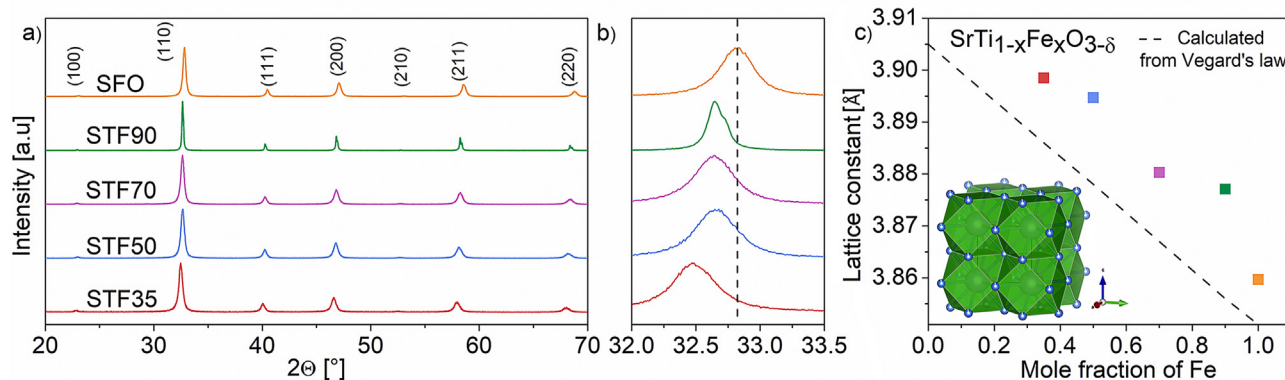 a)
(100)
(110)
(111)
(200)
(210)
(211)
(220)
SFO
STF90
STF70
STF50
STF35
Intensity [a.u]
20 30 40 50 60 70
2Θ [°]
b)
32.0 32.5 33.0 33.5
c)
SrTi1-xFexO3-δ
Calculated
from Vegard's law
Lattice constant [Å]
3.91
3.90
3.89
3.88
3.87
3.86
0.0 0.2 0.4 0.6 0.8 1.0
Mole fraction of Fe